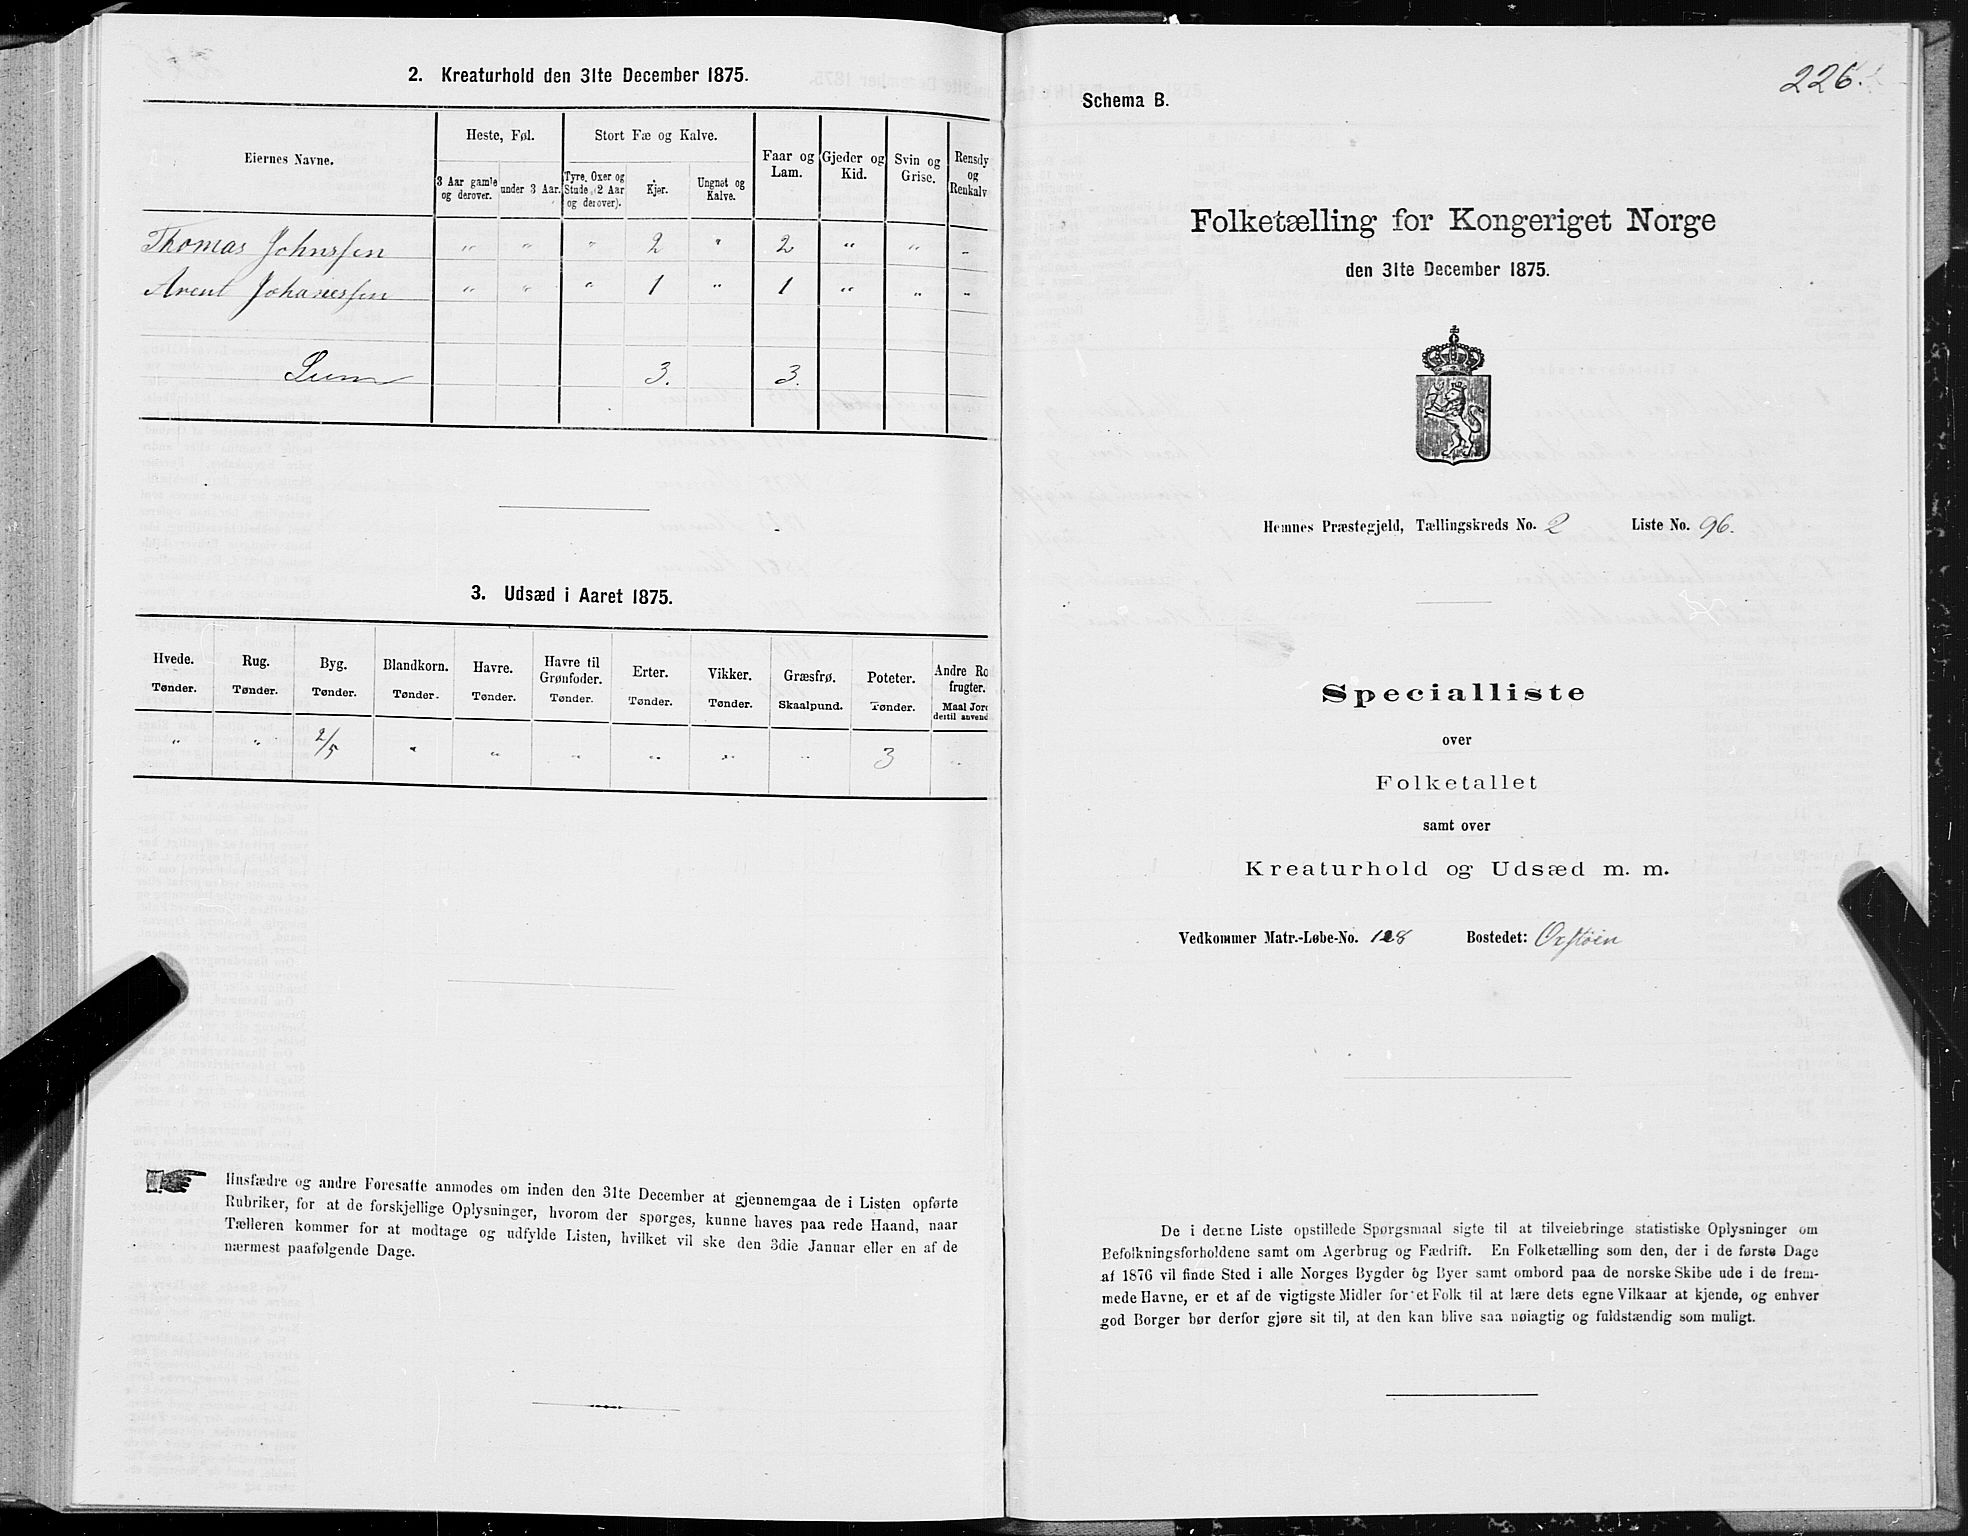 2. Kreaturhold den 31te December 1875.
Eiernes Navne.
Heste, Føl.
Stort Fæ og Kalve.
Faar og Lam.
Gjeder og Kid.
Svin og Grise.
Rensdy
og
Renkalv
3 Aar gamle og derover.
under 3 Aar.
Tyre, Oxer og Stude (2 Aar og derover).
Kjør.
Ungnøt og Kalve.
Thomas Johnssen " " " 2 " 2 " " "
Arent Johanessen " " " 1 " 1 " " "
Sum 3. 3.
3. Udsæd i Aaret 1875.
Hvede. Rug. Byg. Blandkorn. Havre. Havre til Grønfoder. Erter. Vikker. Græsfrø. Poteter. Andre Ro
frugter.
Tønder. Tønder. Tønder. Tønder. Tønder. Tønder. Tønder. Tønder. Skaalpund. Tønder. Maal Jord
dertil anvend
" " 2/5 " " " " " " 3 "
Husfædre og andre Foresatte anmodes om inden den 31te December at gjennemgaa de i Listen opførte
Rubriker, for at de forskjellige Oplysninger, hvorom der spørges, kunne haves paa rede Haand, naar
Tælleren kommer for at modtage og udfylde Listen, hvilket vil ske den 3die Januar eller en af de
nærmest paafølgende Dage.
226.
Schema B.
Folketælling for Kongeriget Norge
den 31te December 1875.
Hemnes Præstegjeld, Tællingskreds No. 2 Liste No. 96.
Specialliste
over
Folketallet
samt over
Kreaturhold og Udsæd m. m.
Vedkommer Matr.-Løbe-No. 128 Bostedet: Oxstøen
De i denne Liste opstillede Spørgsmaal sigte til at tilveiebringe statistiske Oplysninger om
Befolkningsforholdene samt om Agerbrug og Fædrift. En Folketælling som den, der i de første Dage
af 1876 vil finde Sted i alle Norges Bygder og Byer samt ombord paa de norske Skibe ude i de frem-
mede Havne, er et af de vigtigste Midler for et Folk til at lære dets egne Vilkaar at kjende, og enhver
god Borger bør derfor gjøre sit til, at den kan blive saa nøiagtig og fuldstændig som muligt.